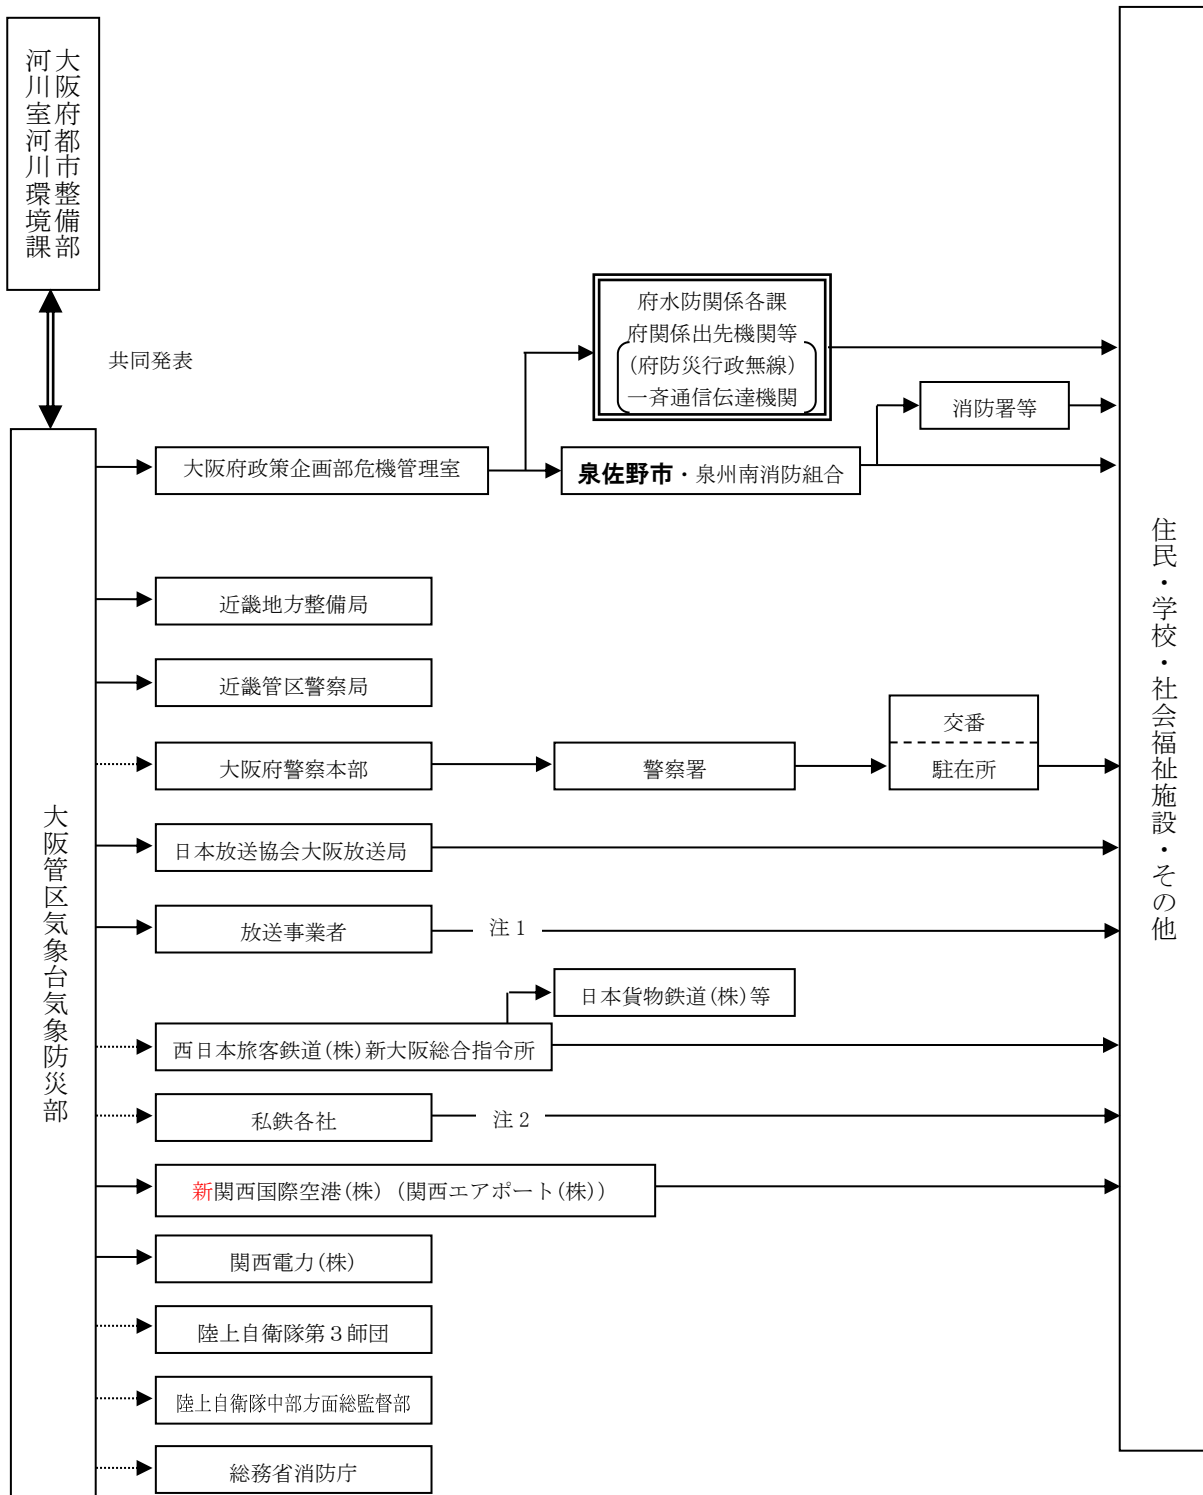 大阪府都市整備部
河川室河川環境課
共同発表
府水防関係各課
府関係出先機関等
(府防災行政無線)
一斉通信伝達機関
消防署等
大阪府政策企画部危機管理室
泉佐野市・泉州南消防組合
近畿地方整備局
近畿管区警察局
交番
大阪府警察本部
警察署
駐在所
日本放送協会大阪放送局
放送事業者
注1
日本貨物鉄道(株)等
西日本旅客鉄道(株)新大阪総合指令所
私鉄各社
注2
新関西国際空港(株)(関西エアポート(株))
関西電力(株)
陸上自衛隊第3師団
陸上自衛隊中部方面総監督部
総務省消防庁
大阪管区気象台気象防災部
住民・学校・社会福祉施設・その他